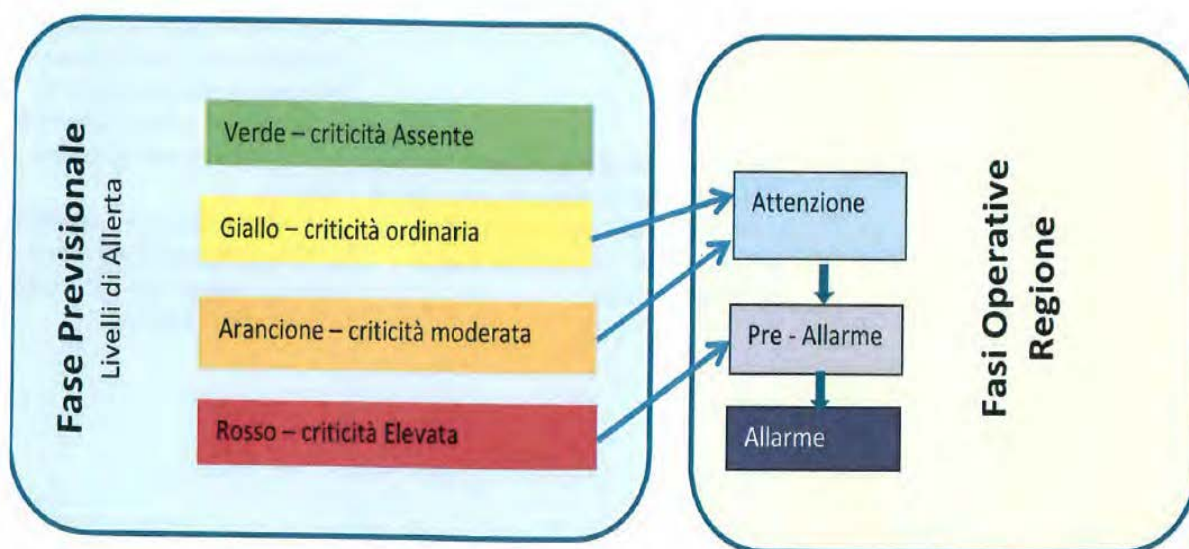 Fase Previsionale
Livelli di Allerta
Verde – criticità Assente
Giallo – criticità ordinaria
Arancione – criticità moderata
Rosso – criticità Elevata
Attenzione
Pre - Allarme
Allarme
Fasi Operative
Regione